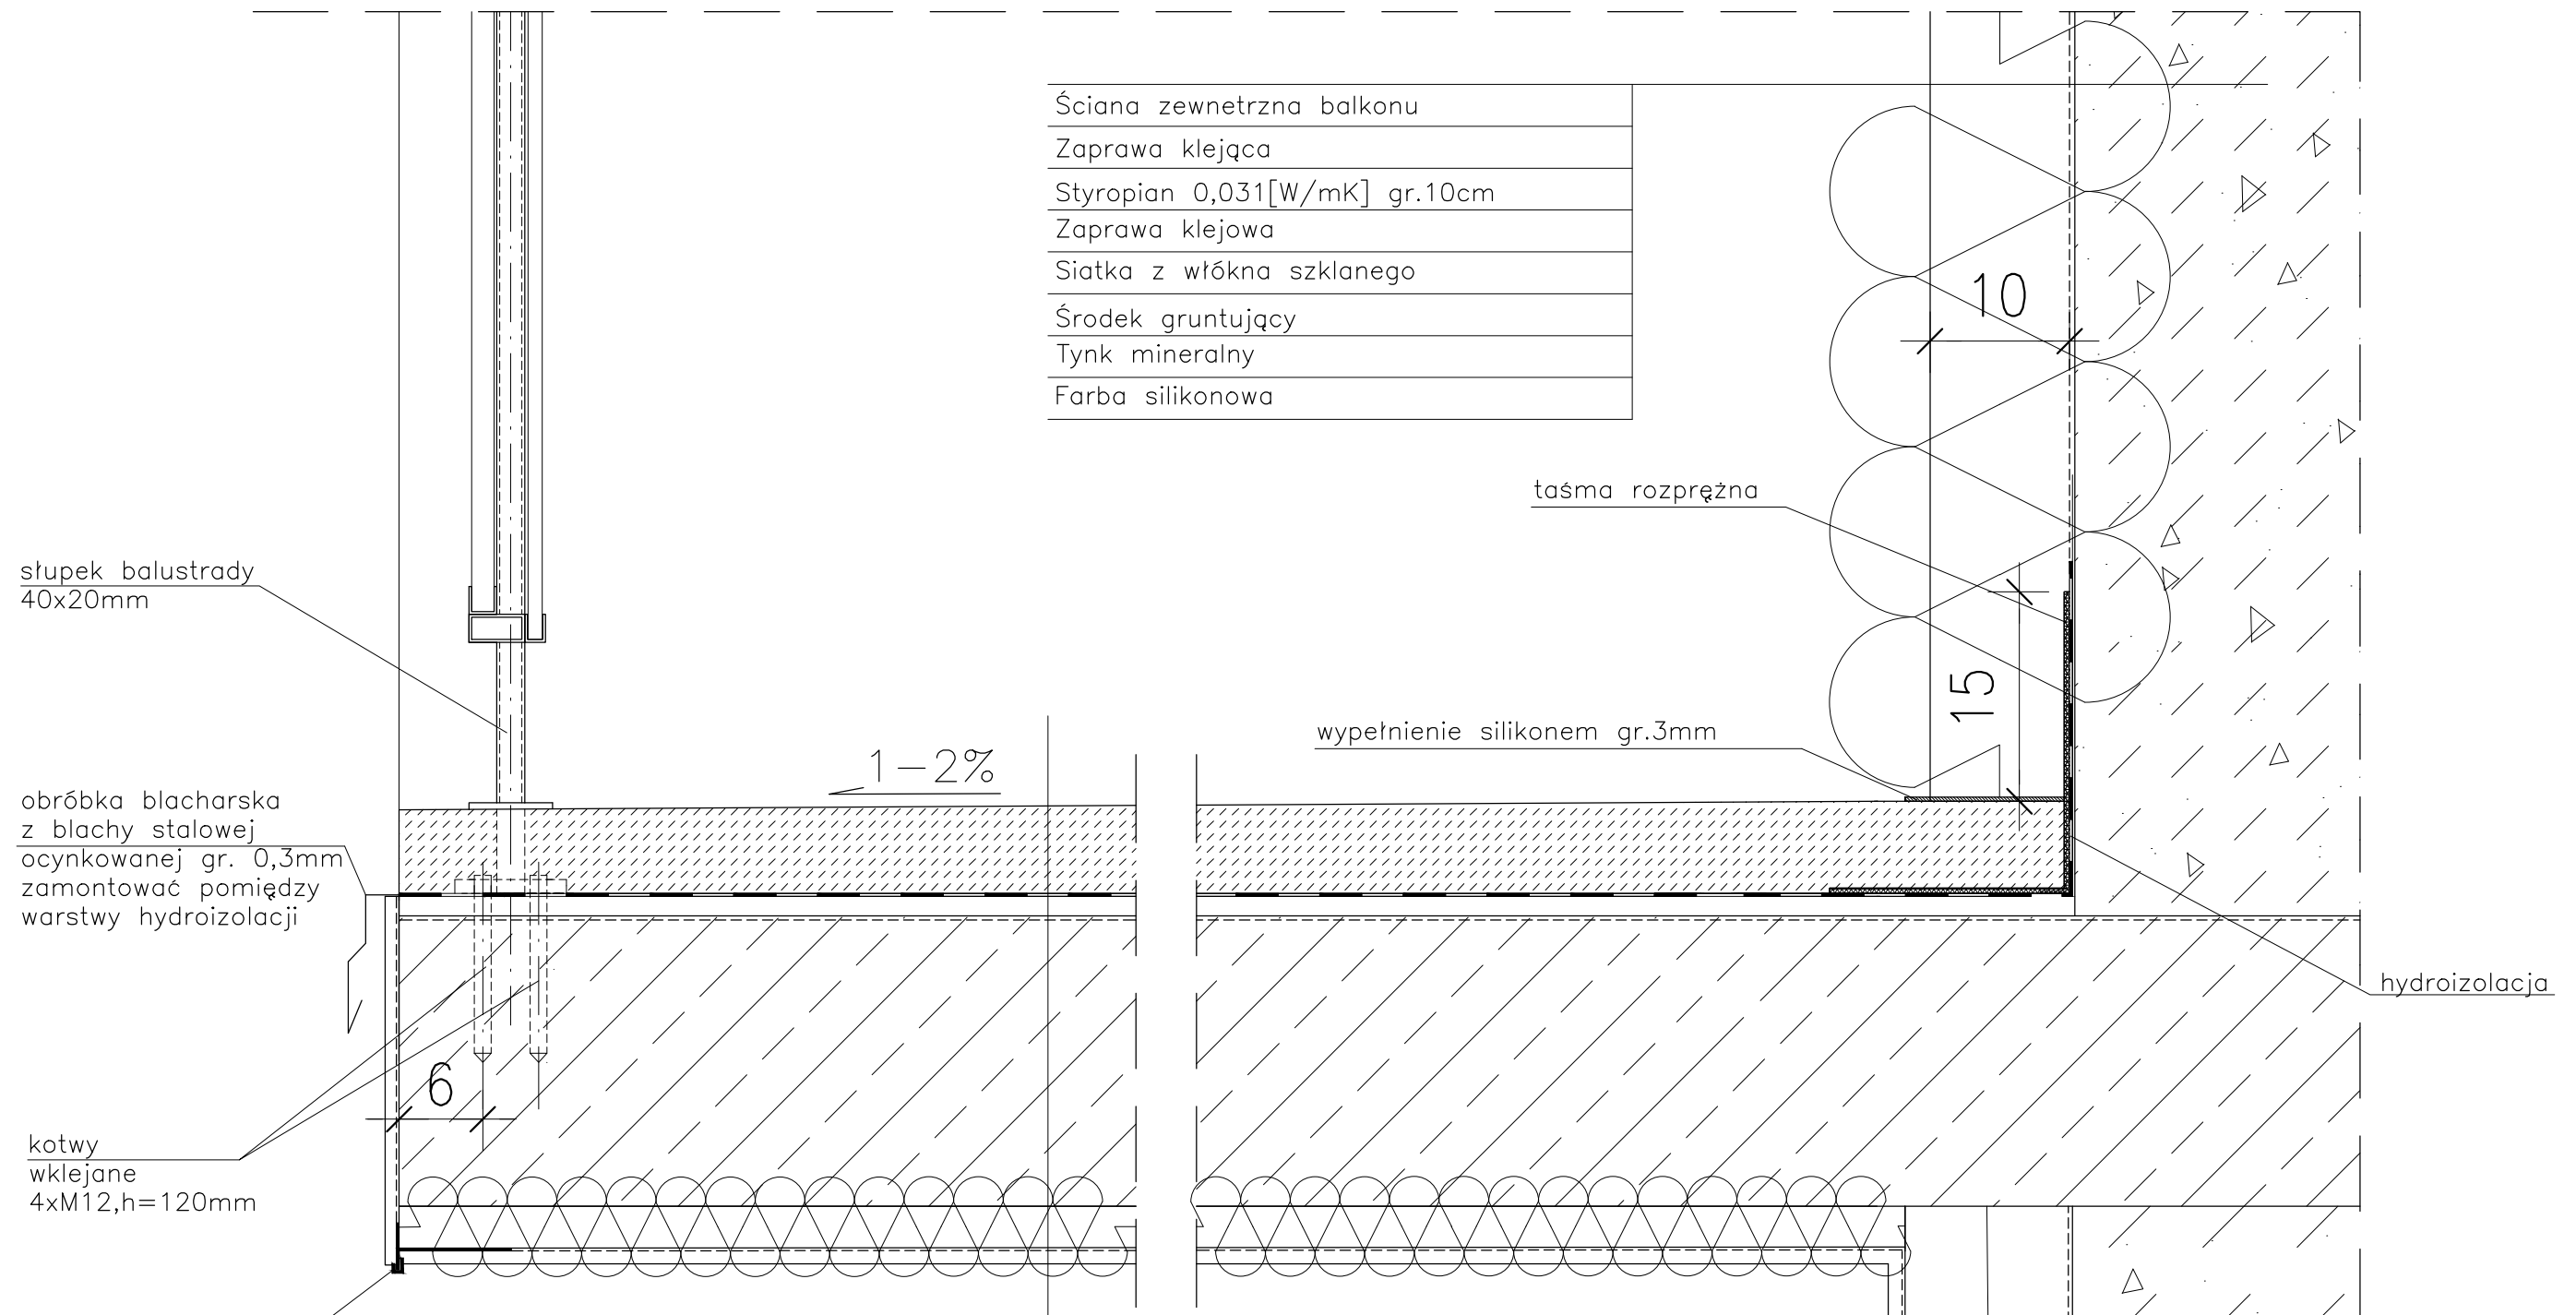 Ściana zewnetrzna balkonu
Zaprawa klejąca
Styropian 0,031[W/mK] gr.10cm
Zaprawa klejowa
Siatka z włókna szklanego
Środek gruntujący
Tynk mineralny
Farba silikonowa
10
taśma rozprężna
słupek balustrady
40x20mm
15
wypełnienie silikonem gr.3mm
1-2%
obróbka blacharska
z blachy stalowej
ocynkowanej gr. 0,3mm
zamontować pomiędzy
warstwy hydroizolacji
hydroizolacja
6
kotwy
wklejane
4xM12,h=120mm